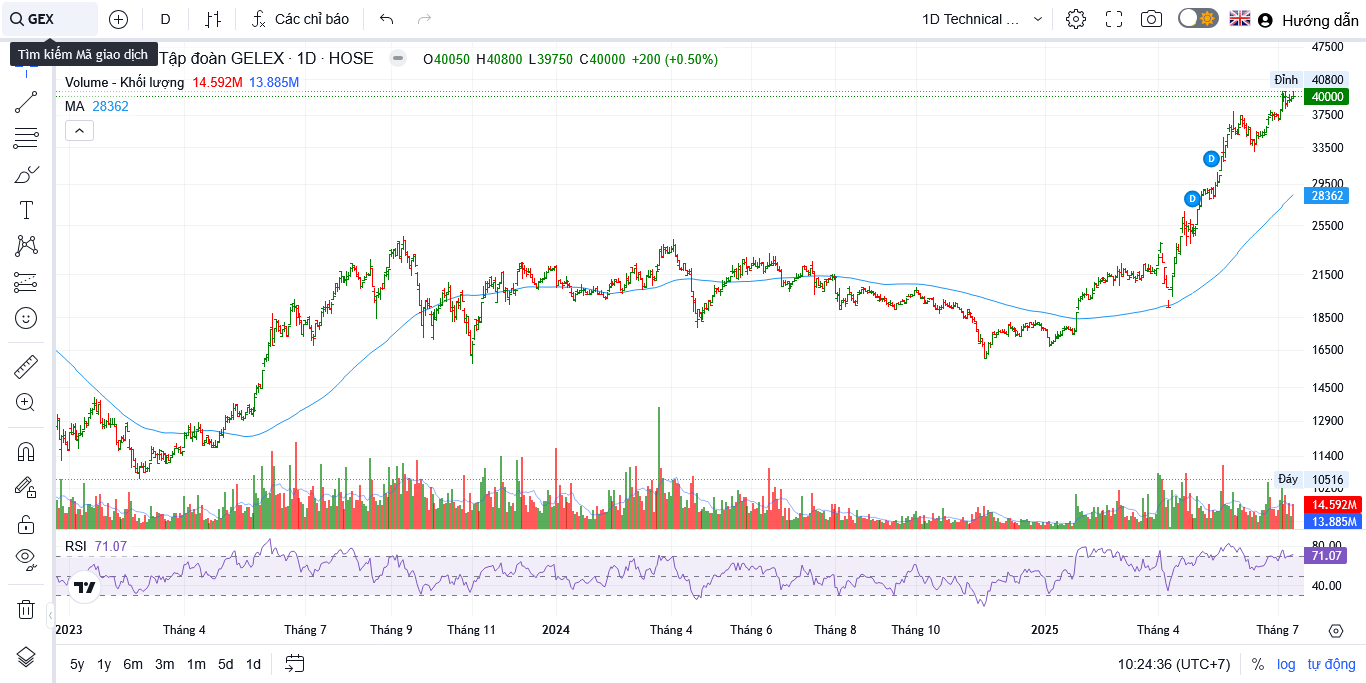 GEX
D
Các chỉ báo
1D Technical ...
Hướng dẫn
Tìm kiếm Mã giao dịch
Tập đoàn GELEX · 1D · HOSE
O40050 H40800 L39750 C40000 +200 (+0.50%)
Volume - Khối lượng 14.592M 13.885M
MA 28362
47500
Đỉnh 40800
40000
37500
33500
29500
28362
25500
21500
18500
16500
14500
12900
11400
Đáy 10516
14.592M
13.885M
D
D
RSI 71.07
80.00
71.07
40.00
2023 Tháng 4 Tháng 7 Tháng 9 Tháng 11 2024 Tháng 4 Tháng 6 Tháng 8 Tháng 10 2025 Tháng 4 Tháng 7
5y 1y 6m 3m 1m 5d 1d
10:24:36 (UTC+7) % log tự động